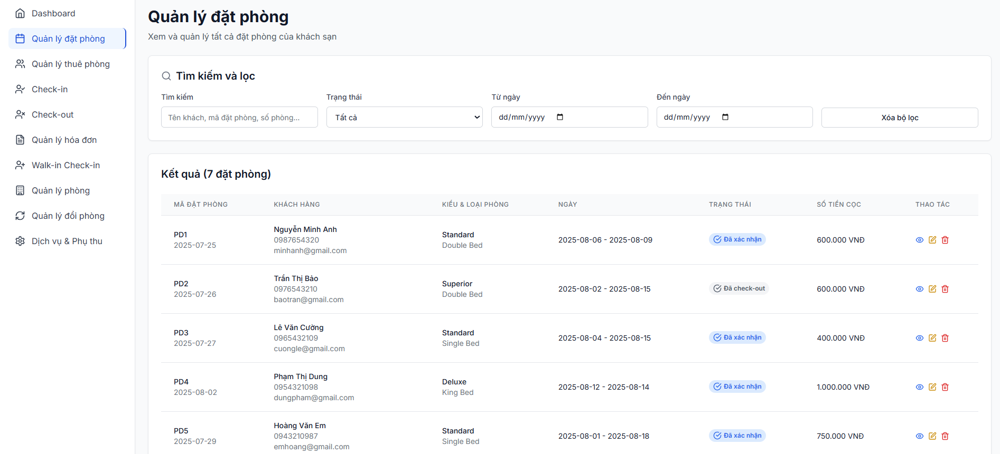 Dashboard
Quản lý đặt phòng
Quản lý thuê phòng
Check-in
Check-out
Quản lý hóa đơn
Walk-in Check-in
Quản lý phòng
Quản lý đổi phòng
Dịch vụ & Phụ thu
Quản lý đặt phòng
Xem và quản lý tất cả đặt phòng của khách sạn
Tìm kiếm và lọc
Tìm kiếm Trạng thái Từ ngày Đến ngày
Tên khách, mã đặt phòng, số phòng... Tất cả dd/mm/yyyy dd/mm/yyyy Xóa bộ lọc
Kết quả (7 đặt phòng)
MÃ ĐẶT PHÒNG KHÁCH HÀNG KIỂU & LOẠI PHÒNG NGÀY TRẠNG THÁI SỐ TIỀN CỌC THAO TÁC
PD1
2025-07-25
Nguyễn Minh Anh
0987654320
minhanh@gmail.com
Standard
Double Bed
2025-08-06 - 2025-08-09
Đã xác nhận
600.000 VNĐ
PD2
2025-07-26
Trần Thị Bảo
0976543210
baotran@gmail.com
Superior
Double Bed
2025-08-02 - 2025-08-15
Đã check-out
600.000 VNĐ
PD3
2025-07-27
Lê Văn Cường
0965432109
cuongle@gmail.com
Standard
Single Bed
2025-08-04 - 2025-08-15
Đã xác nhận
400.000 VNĐ
PD4
2025-08-02
Phạm Thị Dung
0954321098
dungpham@gmail.com
Deluxe
King Bed
2025-08-12 - 2025-08-14
Đã xác nhận
1.000.000 VNĐ
PD5
2025-07-29
Hoàng Văn Em
0943210987
emhoang@gmail.com
Standard
Single Bed
2025-08-01 - 2025-08-18
Đã xác nhận
750.000 VNĐ